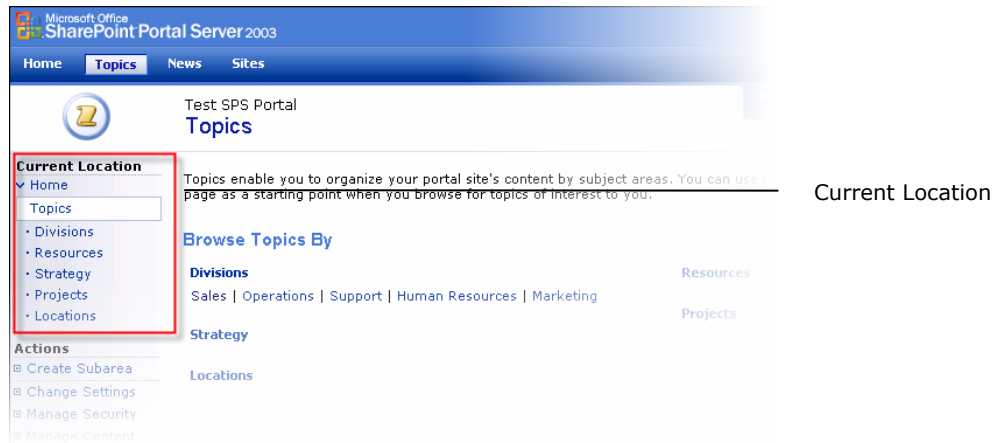 Microsoft Office
SharePoint Portal Server 2003
Home Topics News Sites
Test SPS Portal
Topics
Current Location
Home
Topics
Divisions
Resources
Strategy
Projects
Locations
Actions
Create Subarea
Change Settings
Manage Security
Manage Content
Topics enable you to organize your portal site's content by subject areas. You can use
page as a starting point when you browse for topics of interest to you.
Browse Topics By
Divisions
Sales | Operations | Support | Human Resources | Marketing
Strategy
Locations
Resources
Projects
Current Location